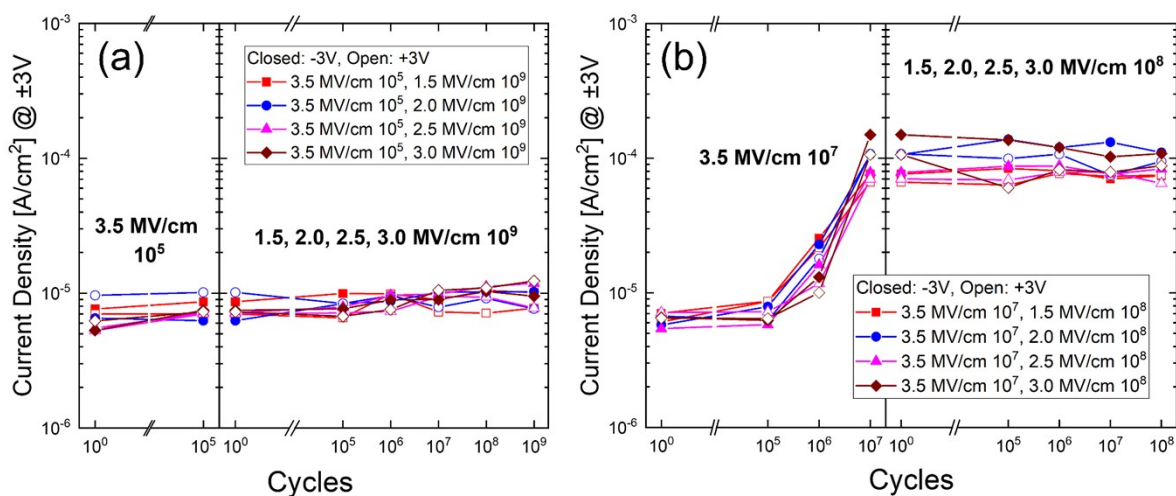 (a)
Current Density [A/cm²] @ ±3V
10⁻³
10⁻⁴
10⁻⁵
10⁻⁶
Closed: -3V, Open: +3V
3.5 MV/cm 10⁵, 1.5 MV/cm 10⁹
3.5 MV/cm 10⁵, 2.0 MV/cm 10⁹
3.5 MV/cm 10⁵, 2.5 MV/cm 10⁹
3.5 MV/cm 10⁵, 3.0 MV/cm 10⁹
3.5 MV/cm
10⁵
1.5, 2.0, 2.5, 3.0 MV/cm 10⁹
10⁰ 10⁵ 10⁰ 10⁵ 10⁶ 10⁷ 10⁸ 10⁹
Cycles
(b)
Current Density [A/cm²] @ ±3V
10⁻³
10⁻⁴
10⁻⁵
10⁻⁶
1.5, 2.0, 2.5, 3.0 MV/cm 10⁸
3.5 MV/cm 10⁷
Closed: -3V, Open: +3V
3.5 MV/cm 10⁷, 1.5 MV/cm 10⁸
3.5 MV/cm 10⁷, 2.0 MV/cm 10⁸
3.5 MV/cm 10⁷, 2.5 MV/cm 10⁸
3.5 MV/cm 10⁷, 3.0 MV/cm 10⁸
10⁰ 10⁵ 10⁶ 10⁷ 10⁰ 10⁵ 10⁶ 10⁷ 10⁸
Cycles